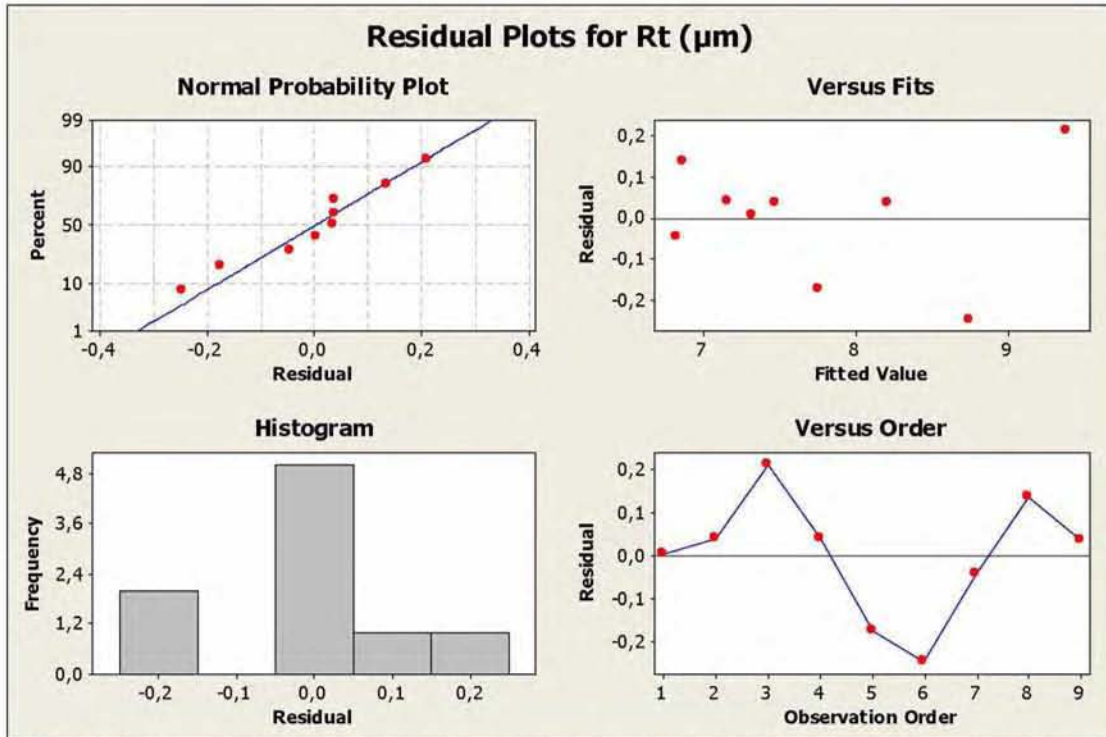 Residual Plots for Rt (µm)
Normal Probability Plot
Percent
99
90
50
10
1
-0,4 -0,2 0,0 0,2 0,4
Residual
Versus Fits
Residual
0,2
0,1
0,0
-0,1
-0,2
7 8 9
Fitted Value
Histogram
Frequency
4,8
3,6
2,4
1,2
0,0
-0,2 -0,1 0,0 0,1 0,2
Residual
Versus Order
Residual
0,2
0,1
0,0
-0,1
-0,2
1 2 3 4 5 6 7 8 9
Observation Order